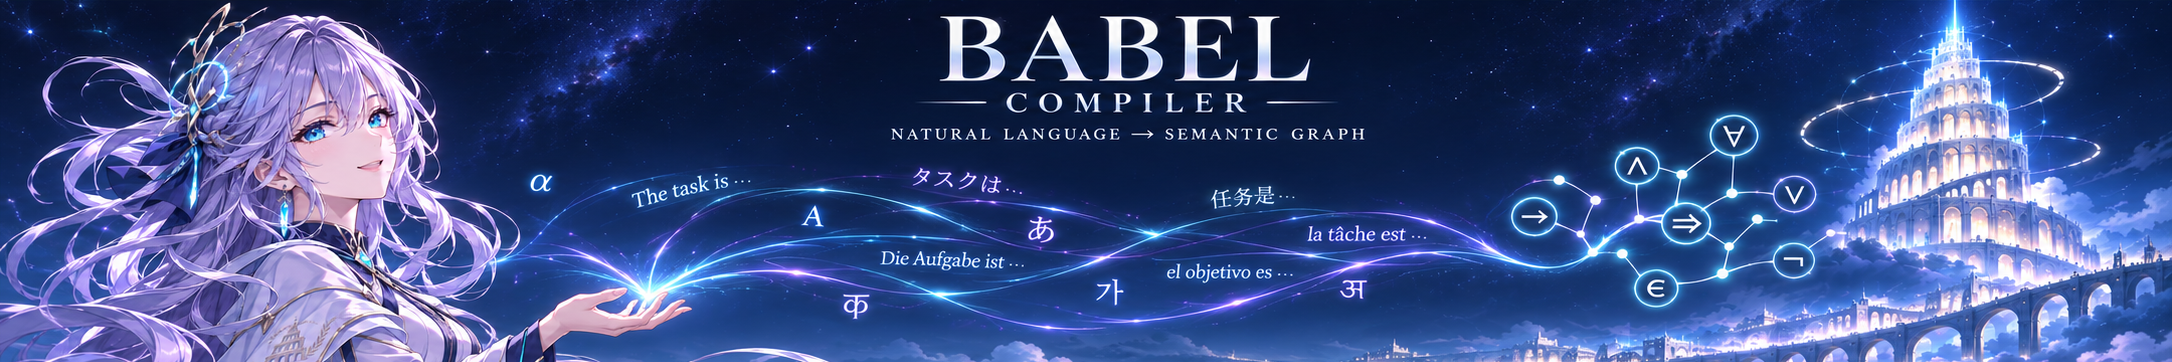 BABEL
COMPILER
NATURAL LANGUAGE → SEMANTIC GRAPH
α
The task is ...
A
タスクは...
あ
任务是...
Die Aufgabe ist ...
la tâche est ...
el objetivo es ...
क
가
अ
→
∧
∀
⇒
∨
¬
∈